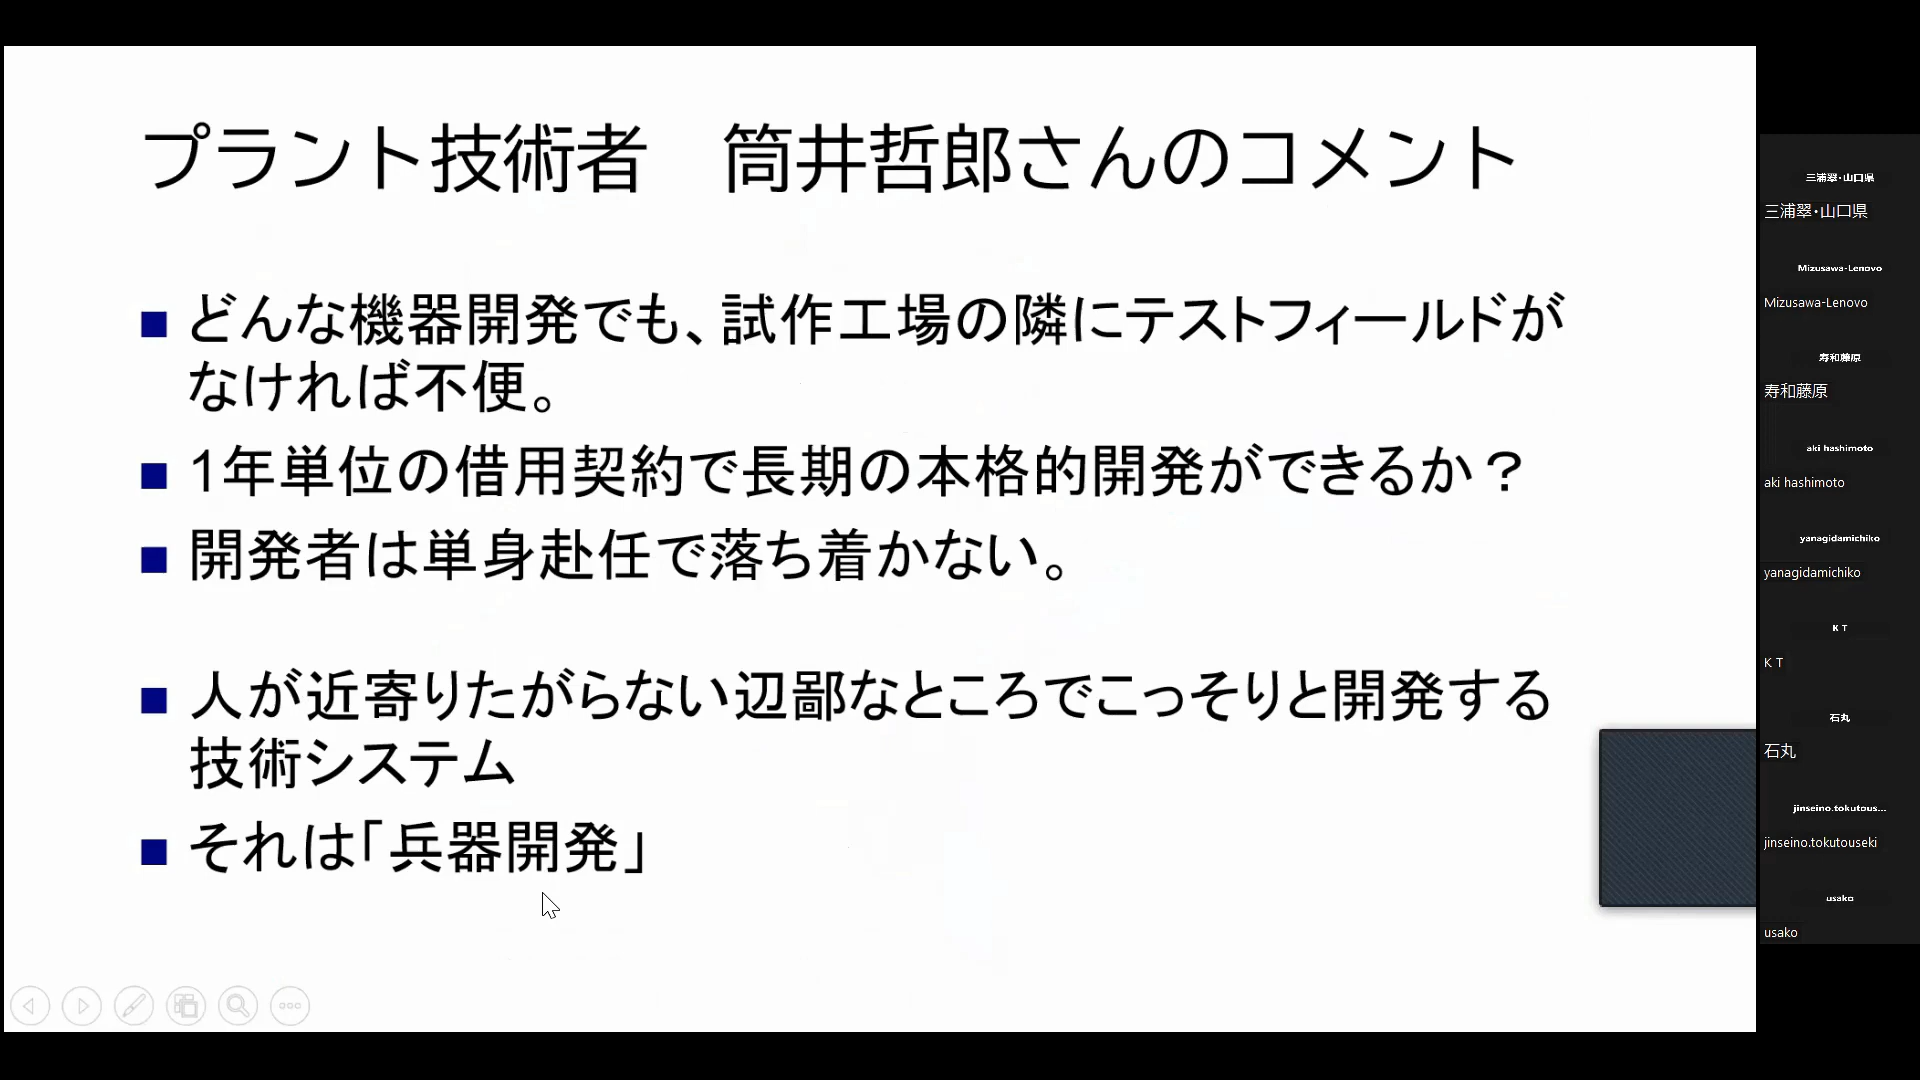 プラント技術者　筒井哲郎さんのコメント
■ どんな機器開発でも、試作工場の隣にテストフィールドが
なければ不便。
■ 1年単位の借用契約で長期の本格的開発ができるか？
■ 開発者は単身赴任で落ち着かない。
■ 人が近寄りたがらない辺鄙なところでこっそりと開発する
技術システム
■ それは「兵器開発」
三浦翠・山口県
三浦翠・山口県
Mizusawa-Lenovo
Mizusawa-Lenovo
寿和藤原
寿和藤原
aki hashimoto
aki hashimoto
yanagidamichiko
yanagidamichiko
K T
K T
石丸
石丸
jinseino.tokutous...
jinseino.tokutouseki
usako
usako